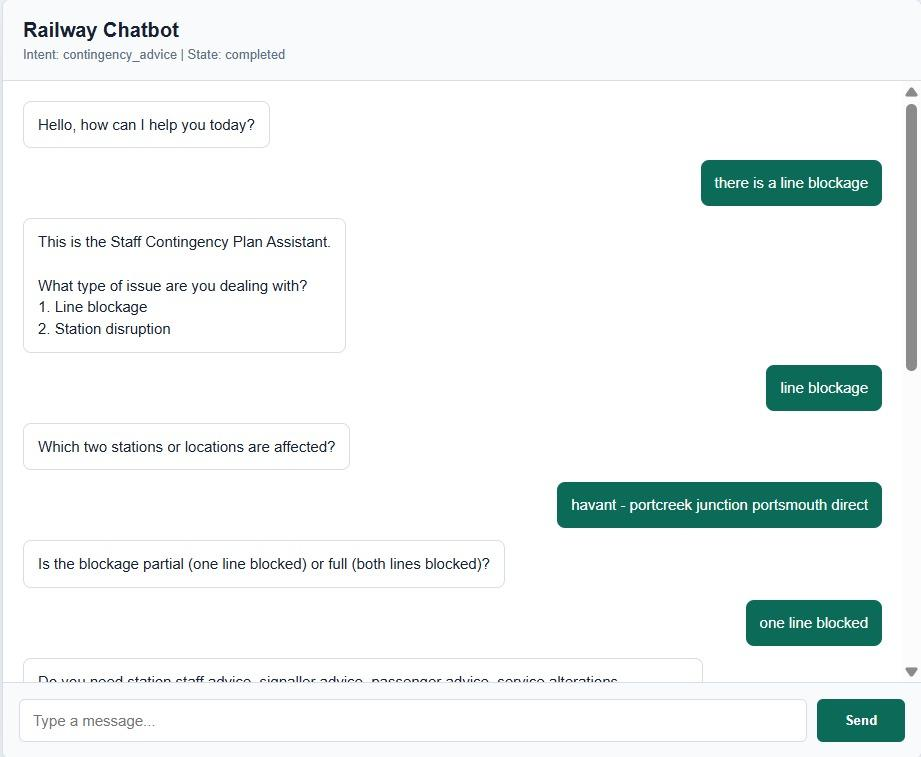 Railway Chatbot
Intent: contingency_advice | State: completed
Hello, how can I help you today?
there is a line blockage
This is the Staff Contingency Plan Assistant.
What type of issue are you dealing with?
1. Line blockage
2. Station disruption
line blockage
Which two stations or locations are affected?
havant - portcreek junction portsmouth direct
Is the blockage partial (one line blocked) or full (both lines blocked)?
one line blocked
Do you need station staff advice, signaller advice, passenger advice, service alterations,
Type a message...
Send